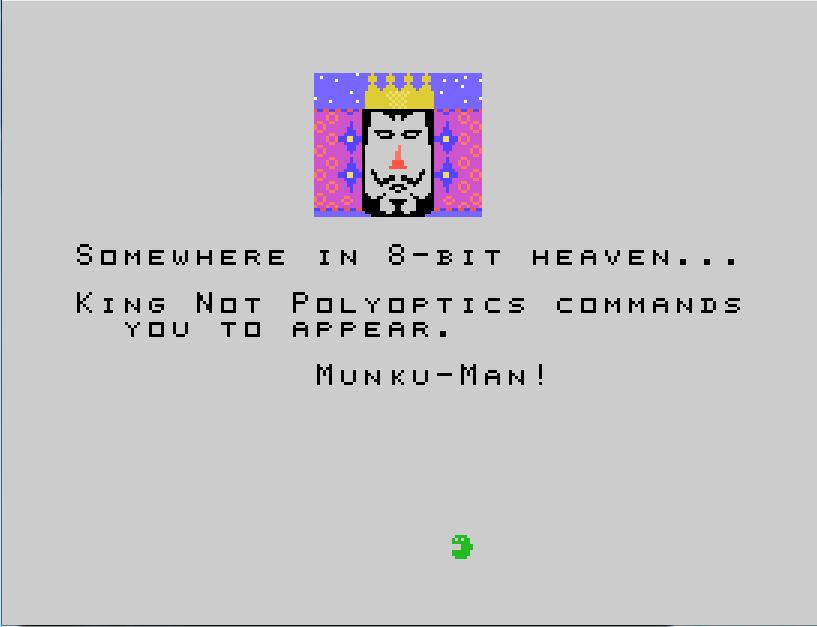 Somewhere in 8-bit heaven...
King Not Polyoptics commands
you to appear.
Munku-Man!